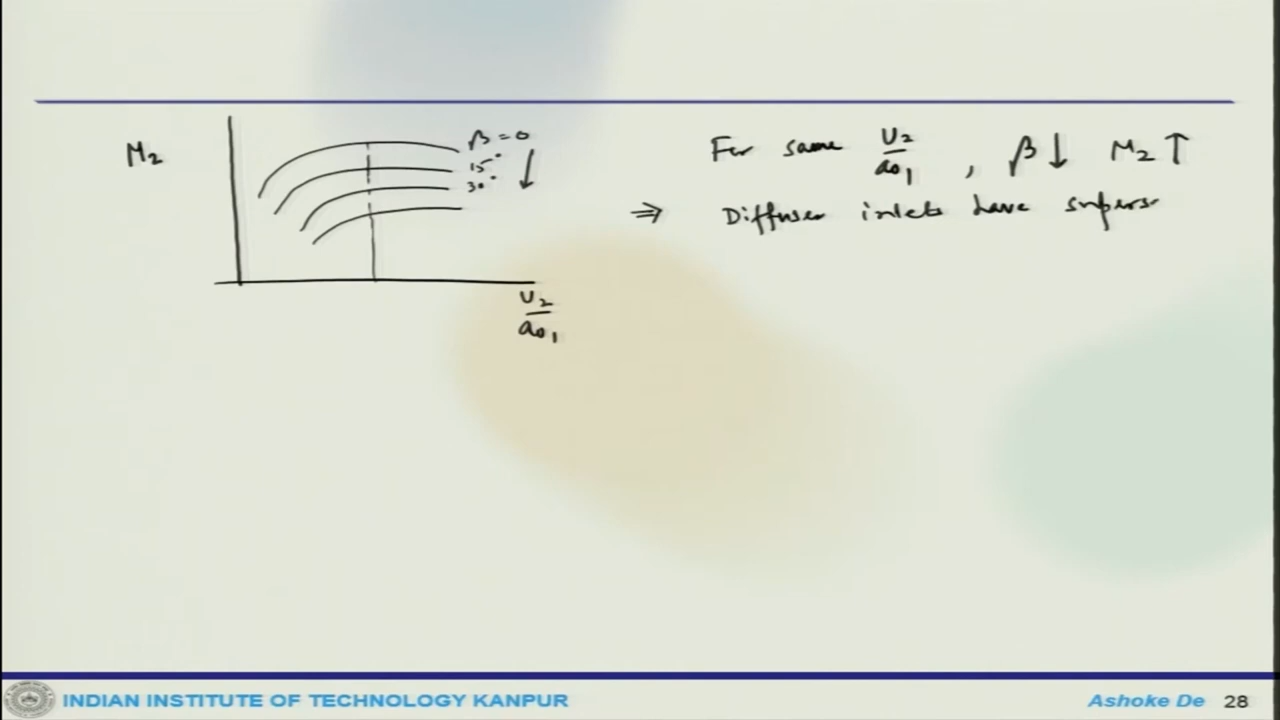 M₂
β = 0
15°
30° ↓
U₂
a₀₁
For same U₂/a₀₁ , β↓ M₂↑
⇒ Diffuser inlets have supers
INDIAN INSTITUTE OF TECHNOLOGY KANPUR
Ashoke De 28